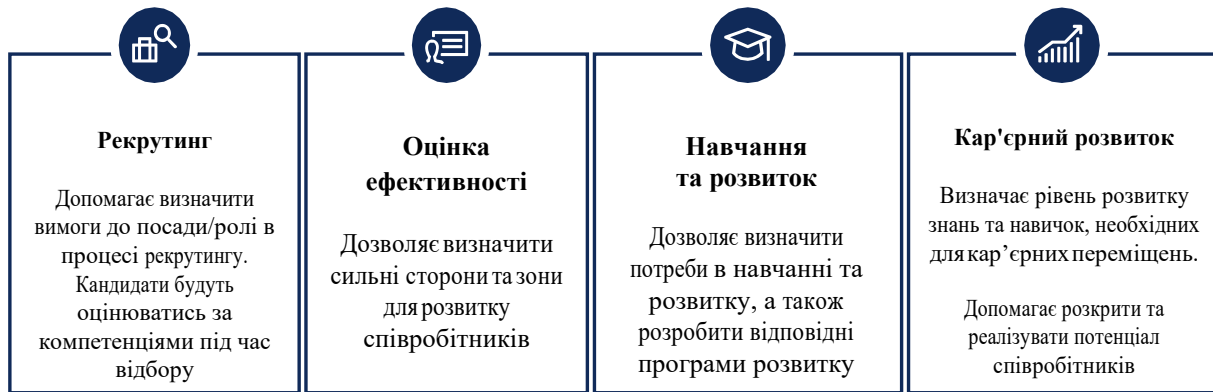 Рекрутинг
Допомагає визначити
вимоги до посади/ролі в
процесі рекрутингу.
Кандидати будуть
оцінюватись за
компетенціями під час
відбору
Оцінка
ефективності
Дозволяє визначити
сильні сторони та зони
для розвитку
співробітників
Навчання
та розвиток
Дозволяє визначити
потреби в навчанні та
розвитку, а також
розробити відповідні
програми розвитку
Кар'єрний розвиток
Визначає рівень розвитку
знань та навичок, необхідних
для кар’єрних переміщень.
Допомагає розкрити та
реалізувати потенціал
співробітників